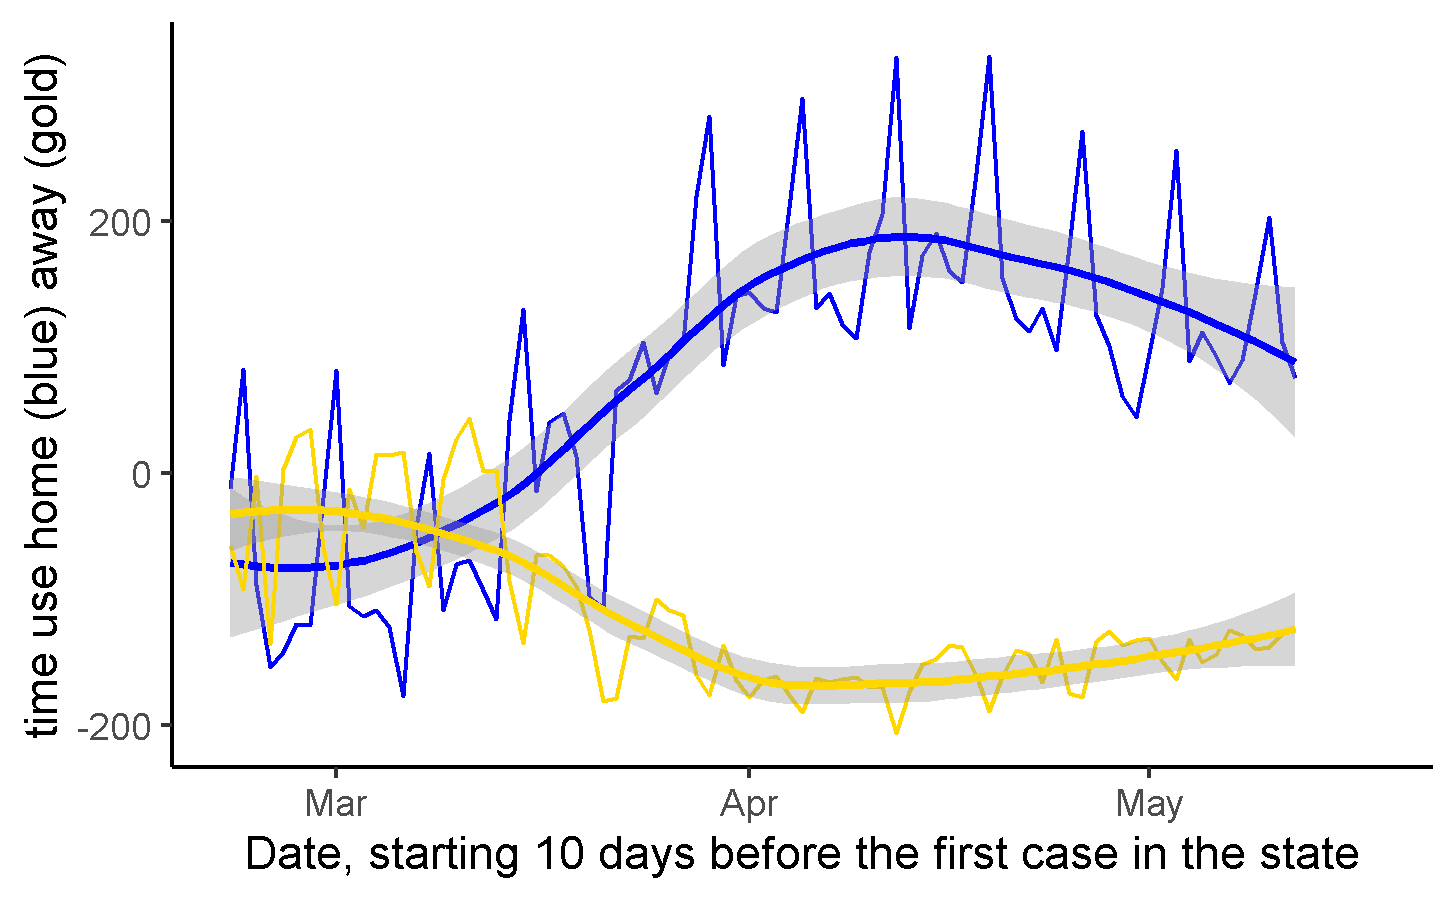 time use home (blue) away (gold)
200
0
-200
Mar
Apr
May
Date, starting 10 days before the first case in the state